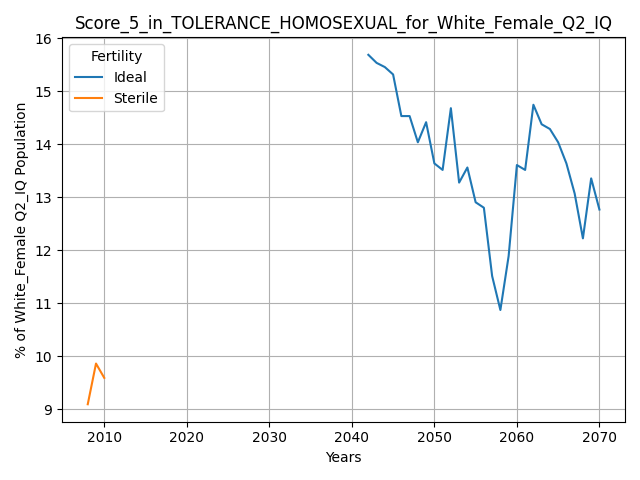 Score_5_in_TOLERANCE_HOMOSEXUAL_for_White_Female_Q2_IQ
Fertility
Ideal
Sterile
% of White_Female Q2_IQ Population
16
15
14
13
12
11
10
9
2010 2020 2030 2040 2050 2060 2070
Years